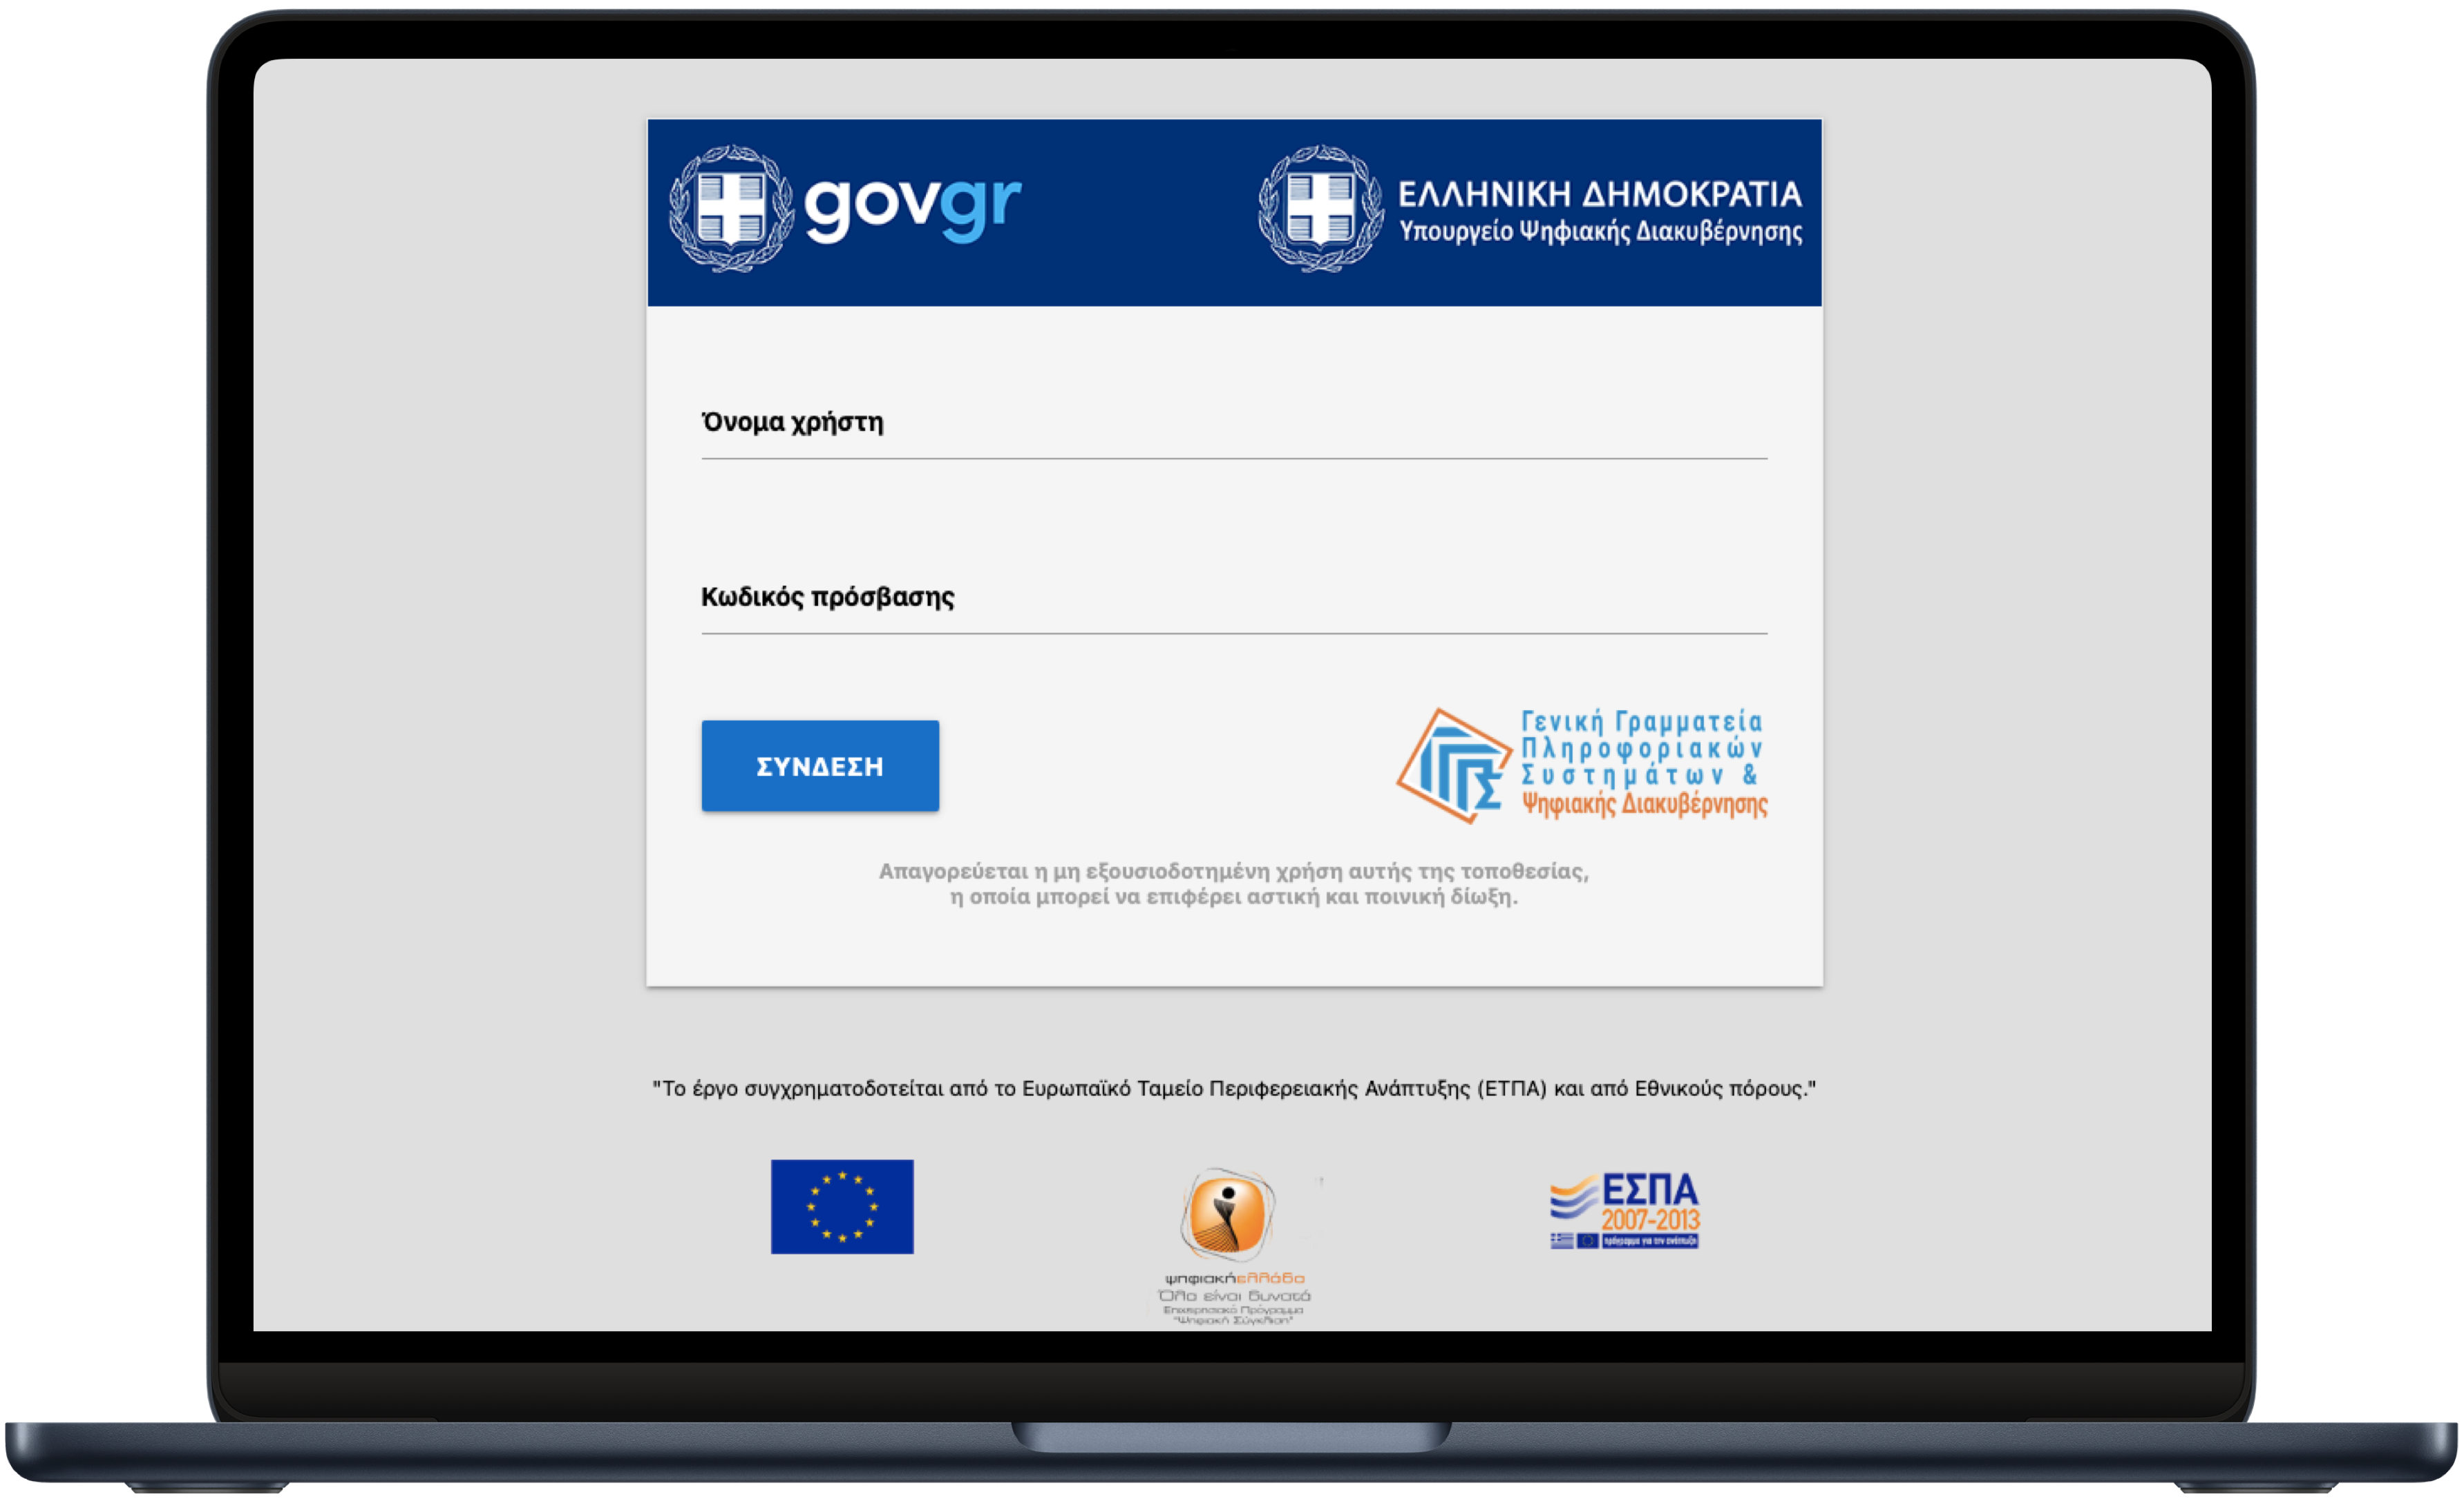 govgr
ΕΛΛΗΝΙΚΗ ΔΗΜΟΚΡΑΤΙΑ
Υπουργείο Ψηφιακής Διακυβέρνησης
Όνομα χρήστη
Κωδικός πρόσβασης
ΣΥΝΔΕΣΗ
Γενική Γραμματεία
Πληροφοριακών
Συστημάτων &
Ψηφιακής Διακυβέρνησης
Απαγορεύεται η μη εξουσιοδοτημένη χρήση αυτής της τοποθεσίας,
η οποία μπορεί να επιφέρει αστική και ποινική δίωξη.
"Το έργο συγχρηματοδοτείται από το Ευρωπαϊκό Ταμείο Περιφερειακής Ανάπτυξης (ΕΤΠΑ) και από Εθνικούς πόρους."
ψηφιακήελλάδα
Όλα είναι δυνατά
Επιχειρησιακό Πρόγραμμα
"Ψηφιακή Σύγκλιση"
ΕΣΠΑ
2007-2013
πρόγραμμα για την ανάπτυξη